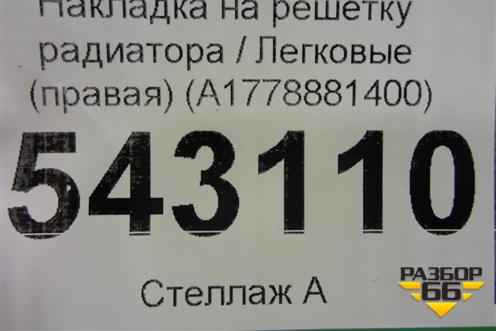 Накладка на решетку
радиатора / Легковые
(правая) (A1778881400)
543110
Стеллаж А
РАЗБОР
66